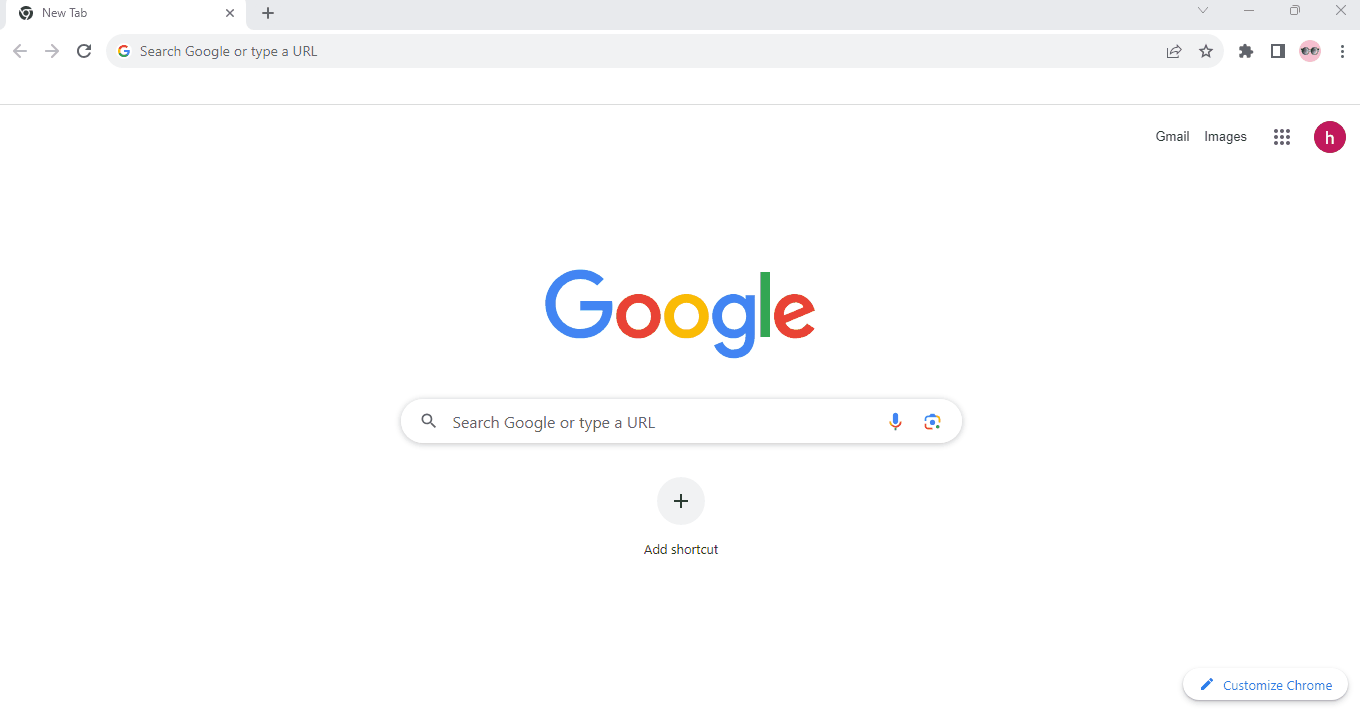 New Tab
Search Google or type a URL
Gmail Images
h
Google
Search Google or type a URL
Add shortcut
Customize Chrome